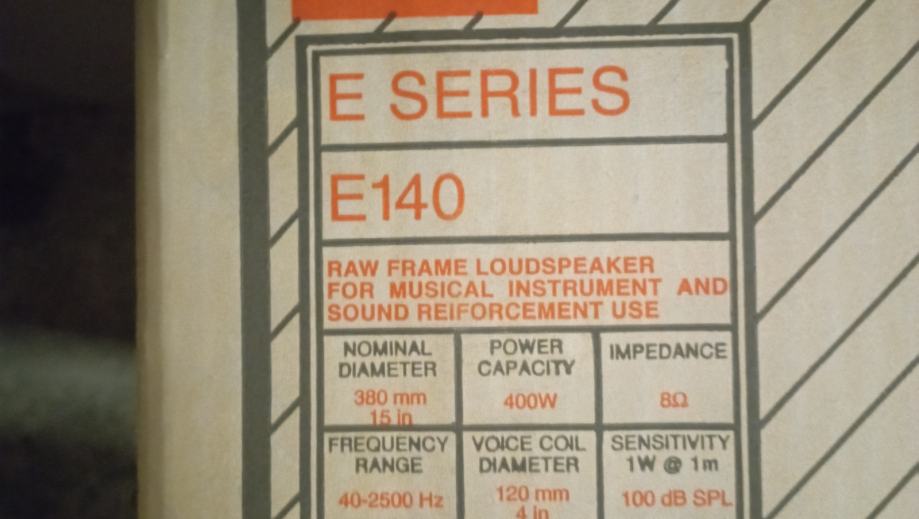 E SERIES
E140
RAW FRAME LOUDSPEAKER
FOR MUSICAL INSTRUMENT AND
SOUND REIFORCEMENT USE
NOMINAL DIAMETER
380 mm
15 in
POWER CAPACITY
400W
IMPEDANCE
8Ω
FREQUENCY RANGE
40-2500 Hz
VOICE COIL DIAMETER
120 mm
4 in
SENSITIVITY
1W @ 1m
100 dB SPL